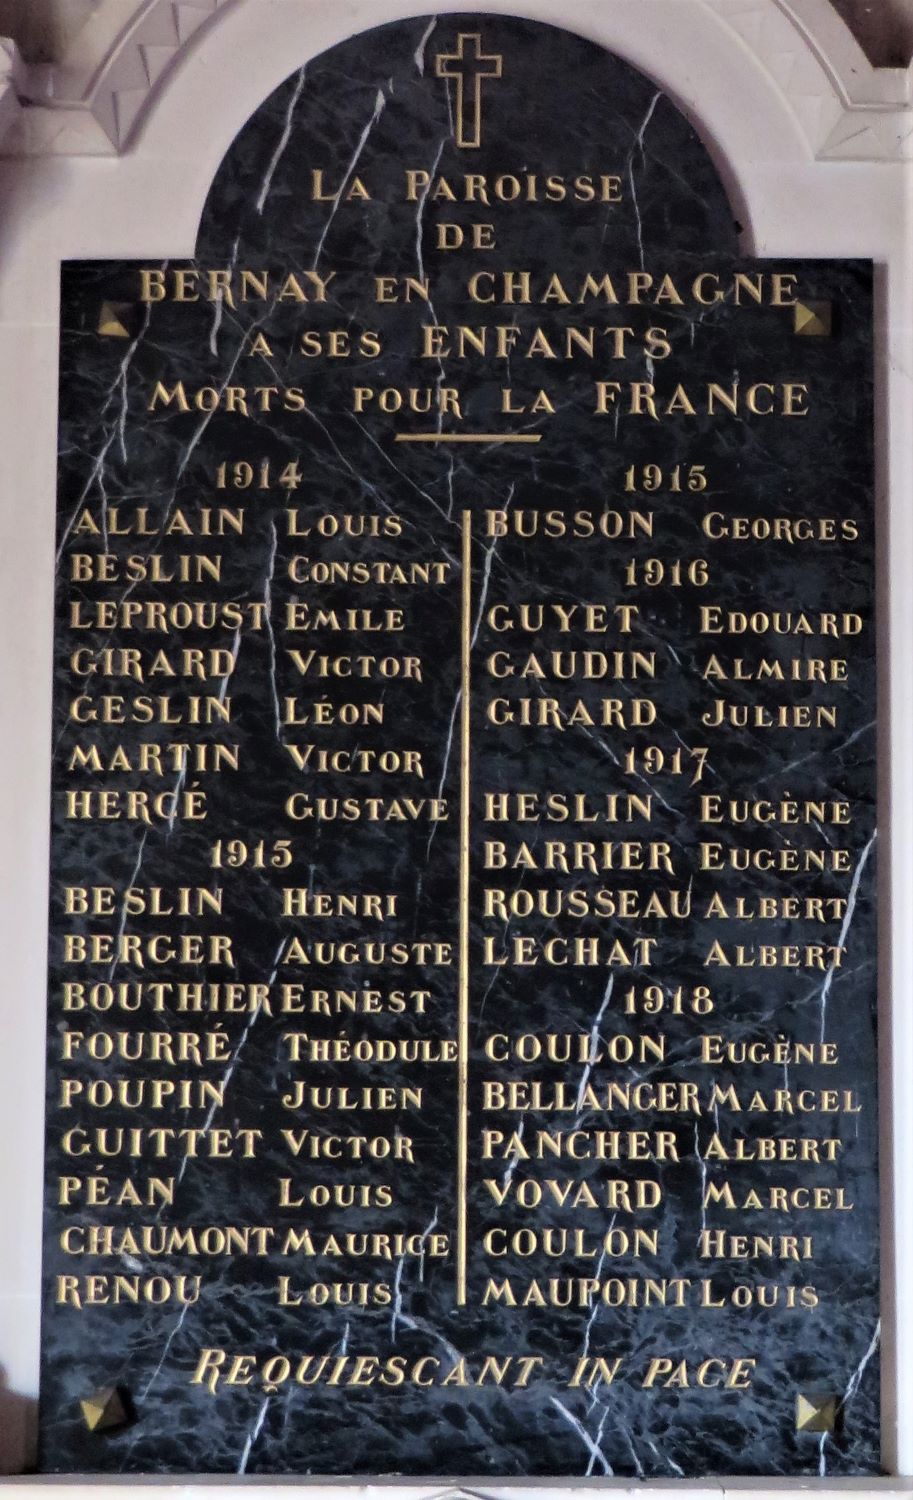 LA PAROISSE
DE
BERNAY EN CHAMPAGNE
A SES ENFANTS
MORTS POUR LA FRANCE
1914
ALLAIN LOUIS
BESLIN CONSTANT
LEPROUST EMILE
GIRARD VICTOR
GESLIN LÉON
MARTIN VICTOR
HERGÉ GUSTAVE
1915
BESLIN HENRI
BERGER AUGUSTE
BOUTHIER ERNEST
FOURRÉ THÉODULE
POUPIN JULIEN
GUITTET VICTOR
PÉAN LOUIS
CHAUMONT MAURICE
RENOU LOUIS
1915
BUSSON GEORGES
1916
GUYET EDOUARD
GAUDIN ALMIRE
GIRARD JULIEN
1917
HESLIN EUGÈNE
BARRIER EUGÈNE
ROUSSEAU ALBERT
LECHAT ALBERT
1918
COULON EUGÈNE
BELLANGER MARCEL
PANCHER ALBERT
VOVARD MARCEL
COULON HENRI
MAUPOINT LOUIS
REQUIESCANT IN PACE